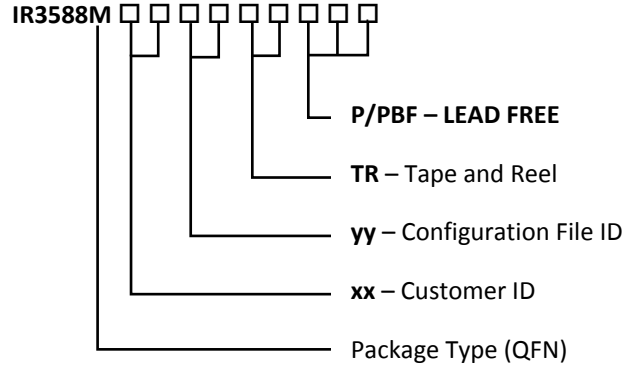 IR3588M
P/PBF – LEAD FREE
TR – Tape and Reel
yy – Configuration File ID
xx – Customer ID
Package Type (QFN)